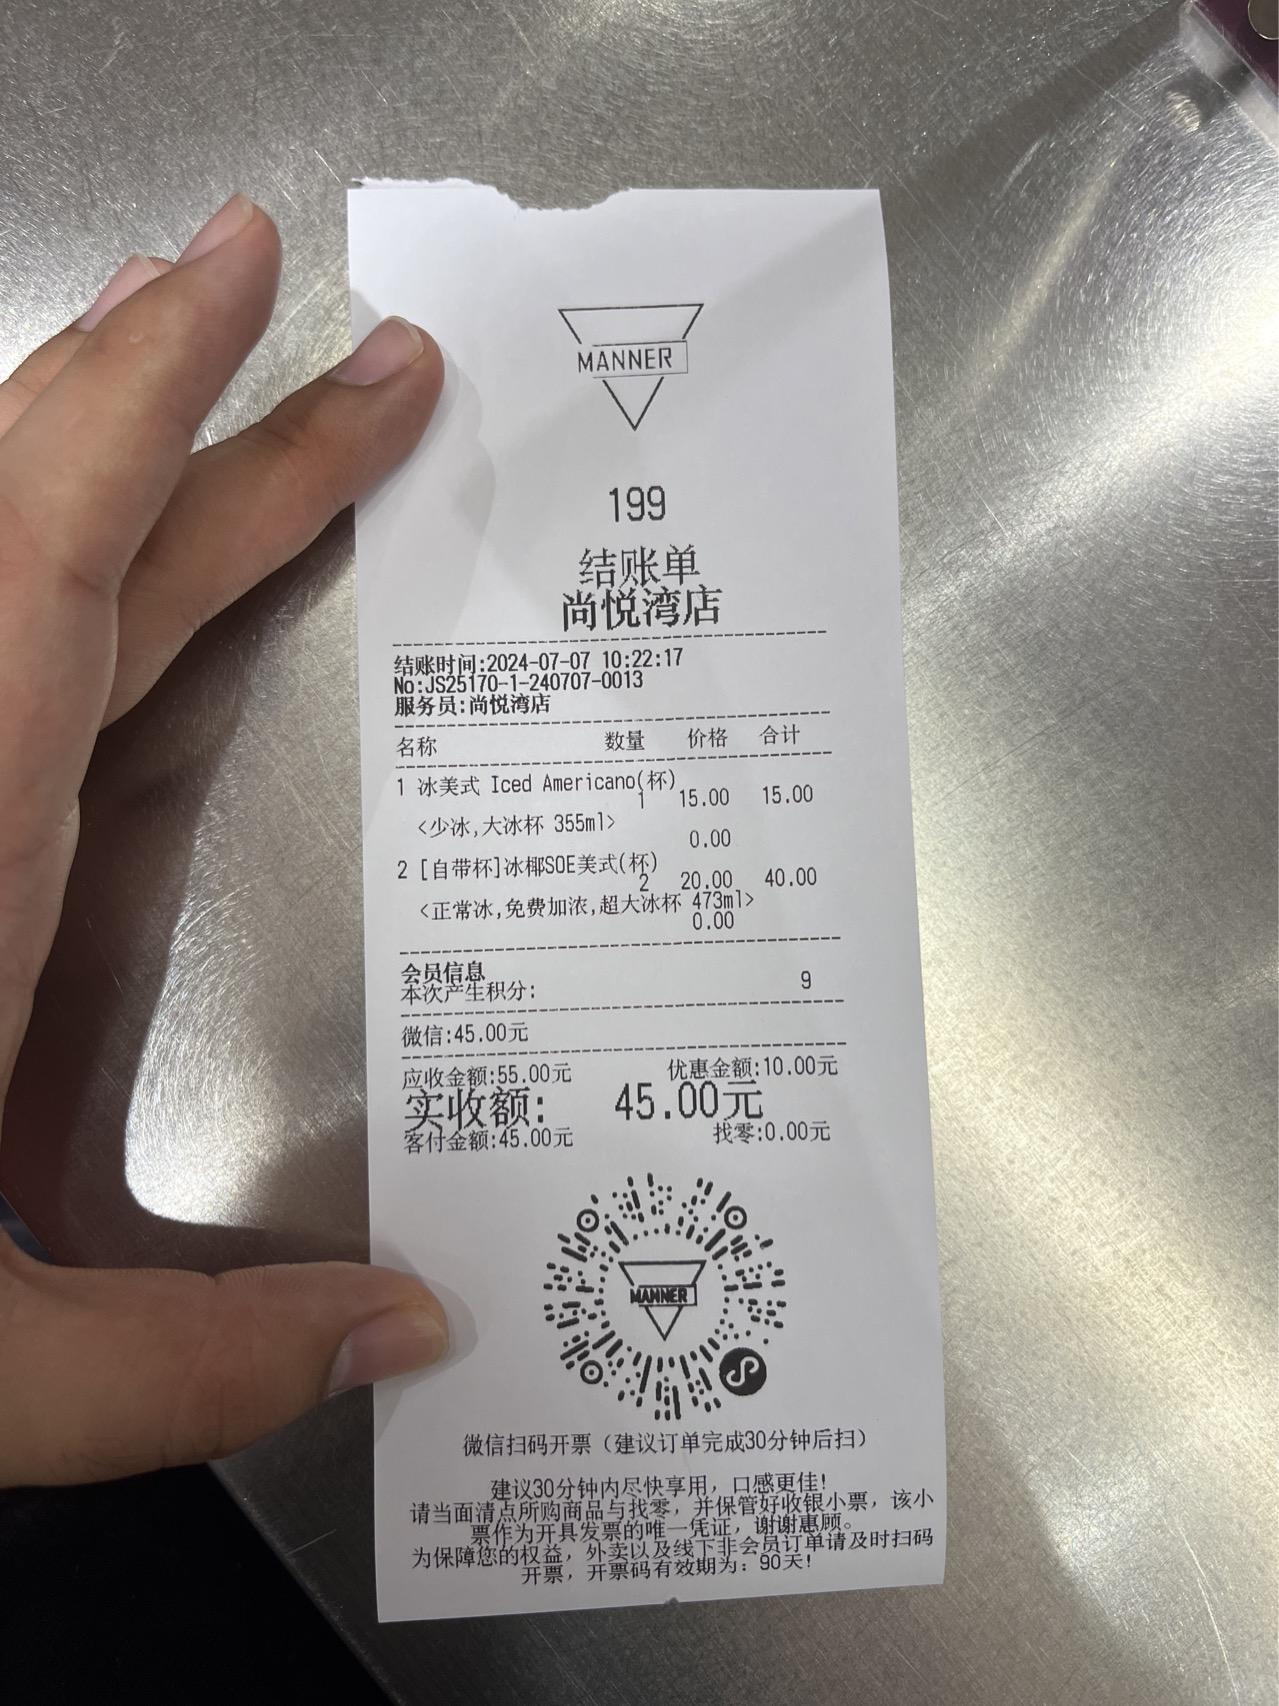 MANNER
199
结账单
尚悦湾店
结账时间:2024-07-07 10:22:17
No:JS25170-1-240707-0013
服务员:尚悦湾店
名称 数量 价格 合计
1 冰美式 Iced Americano(杯)
1 15.00 15.00
<少冰,大冰杯 355ml>
0.00
2 [自带杯]冰椰SOE美式(杯)
2 20.00 40.00
<正常冰,免费加浓,超大冰杯 473ml>
0.00
会员信息
本次产生积分: 9
微信:45.00元
应收金额:55.00元 优惠金额:10.00元
实收额: 45.00元
客付金额:45.00元 找零:0.00元
MANNER
微信扫码开票（建议订单完成30分钟后扫）
建议30分钟内尽快享用，口感更佳!
请当面清点所购商品与找零，并保管好收银小票，该小
票作为开具发票的唯一凭证，谢谢惠顾。
为保障您的权益，外卖以及线下非会员订单请及时扫码
开票，开票码有效期为：90天!